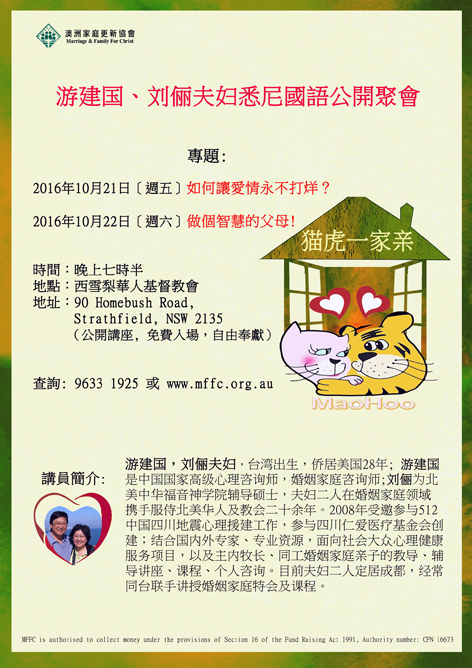 澳洲家庭更新協會
Marriage & Family For Christ
游建国、刘俪夫妇悉尼國語公開聚會
專題:
2016年10月21日〔週五〕如何讓愛情永不打烊？
2016年10月22日〔週六〕做個智慧的父母!
猫虎一家亲
時間：晚上七時半
地點：西雪梨華人基督教會
地址：90 Homebush Road,
Strathfield, NSW 2135
（公開講座, 免費入場，自由奉獻）
MaoHoo
查詢: 9633 1925 或 www.mffc.org.au
講員簡介:
游建国，刘俪夫妇，台湾出生，侨居美国28年; 游建国
是中国国家高级心理咨询师，婚姻家庭咨询师;刘俪为北
美中华福音神学院辅导硕士，夫妇二人在婚姻家庭领域
携手服侍北美华人及教会二十余年。2008年受邀参与512
中国四川地震心理援建工作，参与四川仁爱医疗基金会创
建；结合国内外专家、专业资源，面向社会大众心理健康
服务项目，以及主内牧长、同工婚姻家庭亲子的教导、辅
导讲座、课程、个人咨询。目前夫妇二人定居成都，经常
同台联手讲授婚姻家庭特会及课程。
MFFC is authorised to collect money under the provisions of Section 16 of the Fund Raising Act 1991, Authority number: CFN 16673